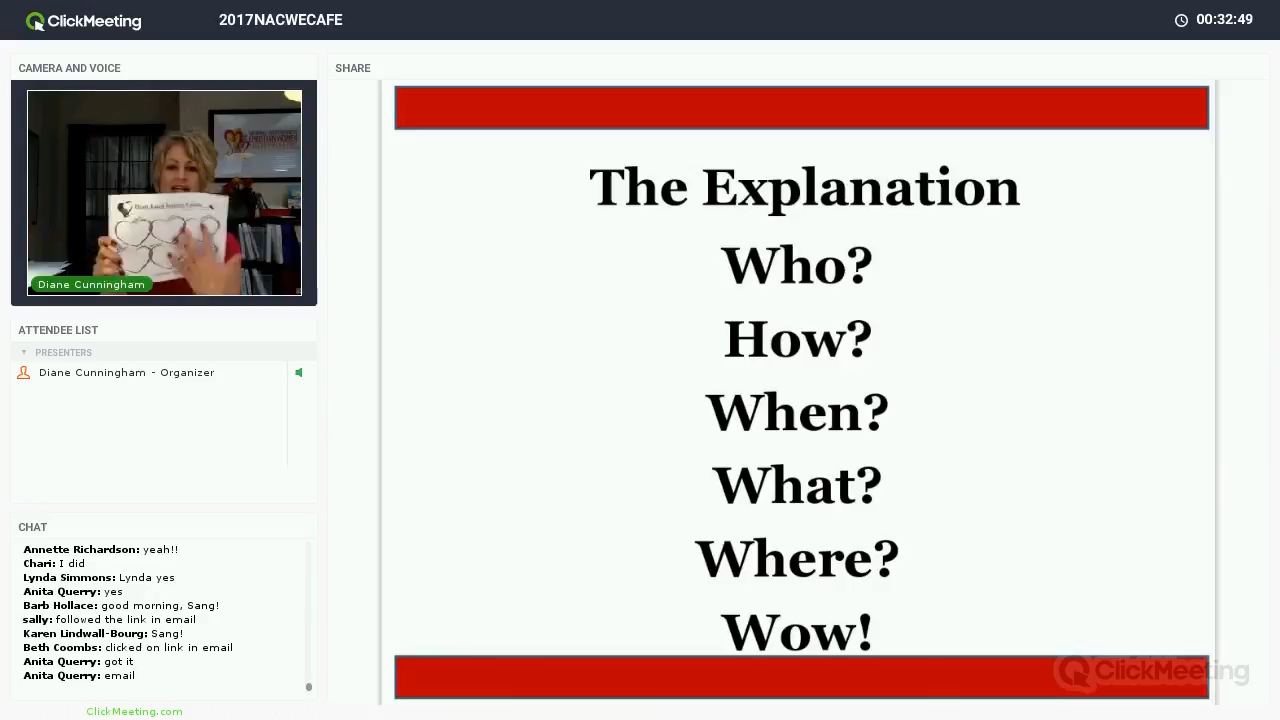 ClickMeeting
2017NACWECAFE
00:32:49
CAMERA AND VOICE
Diane Cunningham
ATTENDEE LIST
PRESENTERS
Diane Cunningham - Organizer
CHAT
Annette Richardson: yeah!!
Chari: I did
Lynda Simmons: Lynda yes
Anita Querry: yes
Barb Hollace: good morning, Sang!
sally: followed the link in email
Karen Lindwall-Bourg: Sang!
Beth Coombs: clicked on link in email
Anita Querry: got it
Anita Querry: email
ClickMeeting.com
SHARE
The Explanation
Who?
How?
When?
What?
Where?
Wow!
ClickMeeting